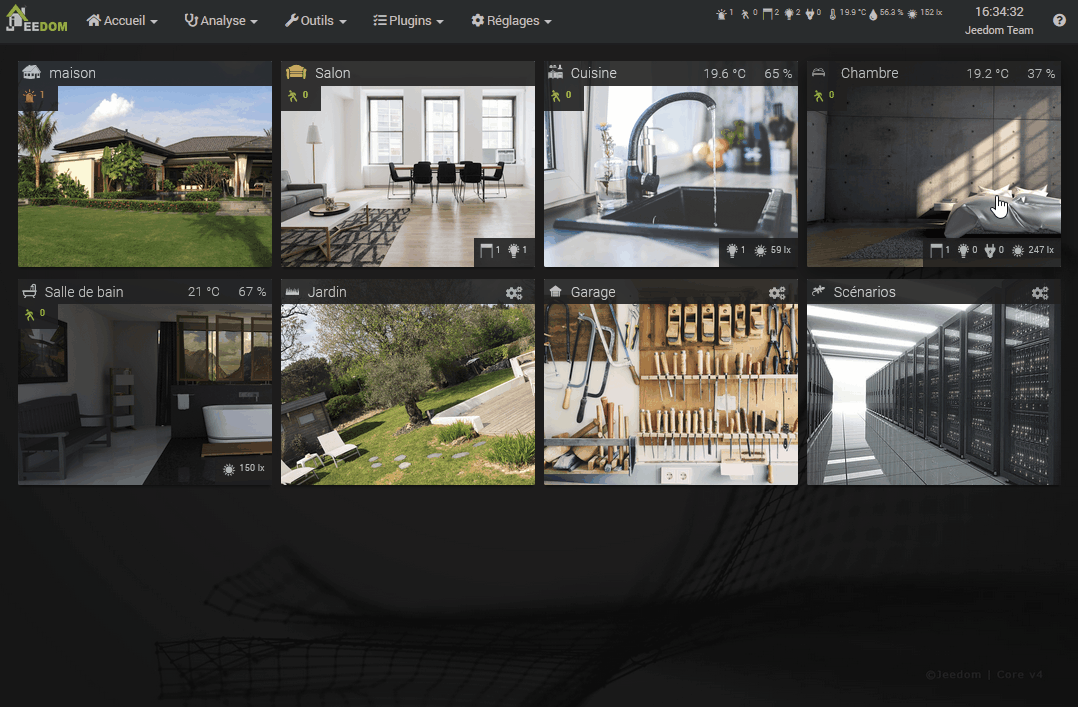 JEEDOM Accueil Analyse Outils Plugins Réglages 1 0 2 2 0 19.9 °C 56.3 % 152 lx 16:34:32
Jeedom Team
maison Salon Cuisine 19.6 °C 65 % Chambre 19.2 °C 37 %
1 0 0 0
1 1 1 59 lx 1 0 0 247 lx
Salle de bain 21 °C 67 % Jardin Garage Scénarios
0
150 lx
©Jeedom | Core v4